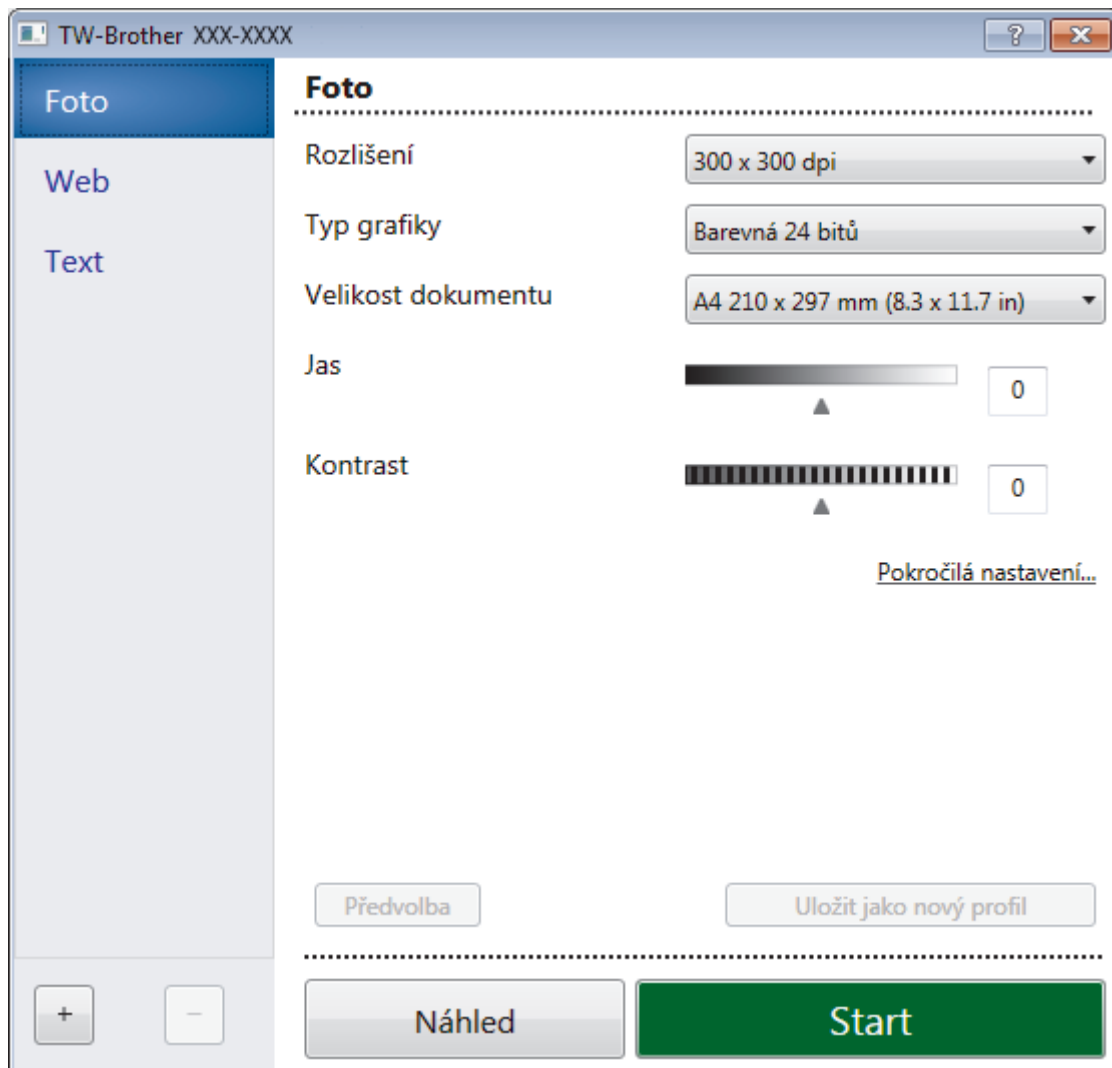 TW-Brother XXX-XXXX
?
Foto
Web
Text
Foto
Rozlišení
300 x 300 dpi
Typ grafiky
Barevná 24 bitů
Velikost dokumentu
A4 210 x 297 mm (8.3 x 11.7 in)
Jas
0
Kontrast
0
Pokročilá nastavení...
Předvolba
Uložit jako nový profil
+
−
Náhled
Start